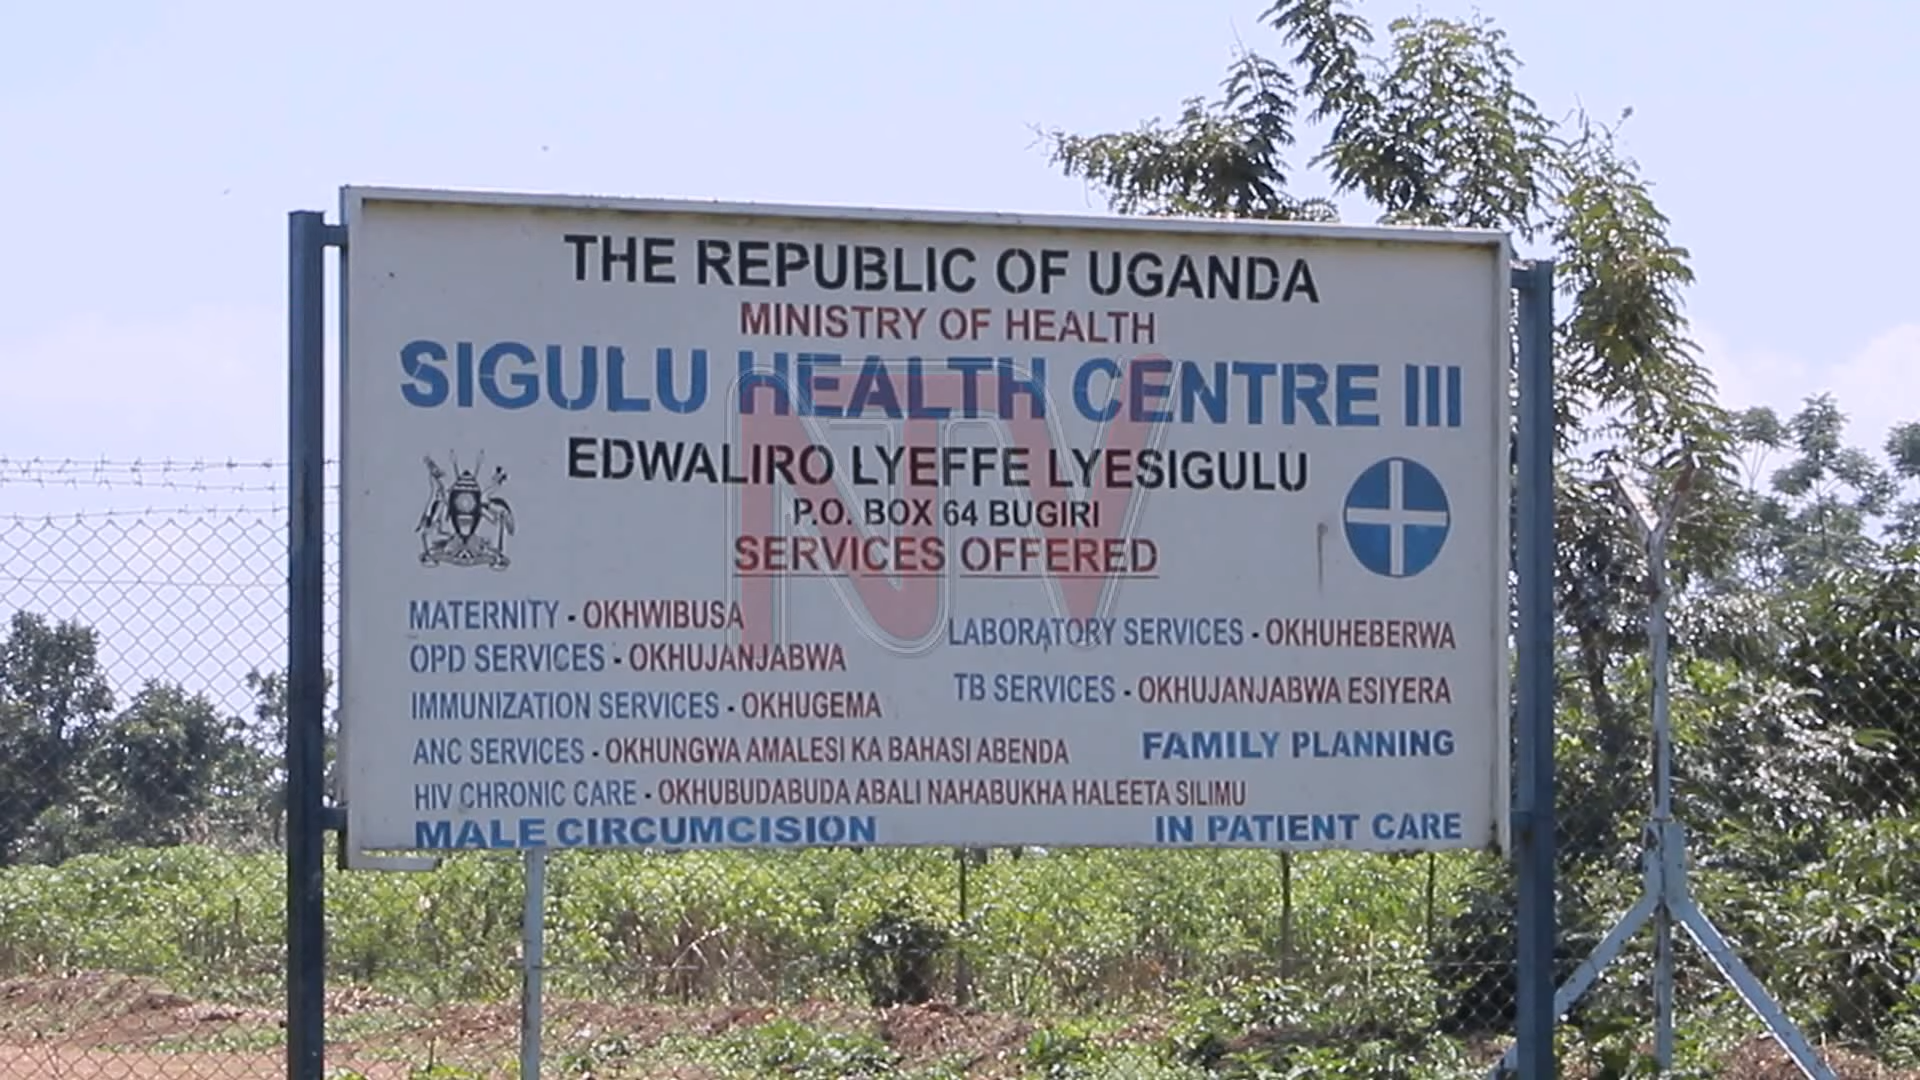 THE REPUBLIC OF UGANDA
MINISTRY OF HEALTH
SIGULU HEALTH CENTRE III
EDWALIRO LYEFFE LYESIGULU
P.O. BOX 64 BUGIRI
SERVICES OFFERED
MATERNITY - OKHWIBUSA
LABORATORY SERVICES - OKHUHEBERWA
OPD SERVICES - OKHUJANJABWA
TB SERVICES - OKHUJANJABWA ESIYERA
IMMUNIZATION SERVICES - OKHUGEMA
ANC SERVICES - OKHUNGWA AMALESI KA BAHASI ABENDA
FAMILY PLANNING
HIV CHRONIC CARE - OKHUBUDABUDA ABALI NAHABUKHA HALEETA SILIMU
MALE CIRCUMCISION
IN PATIENT CARE
NTV